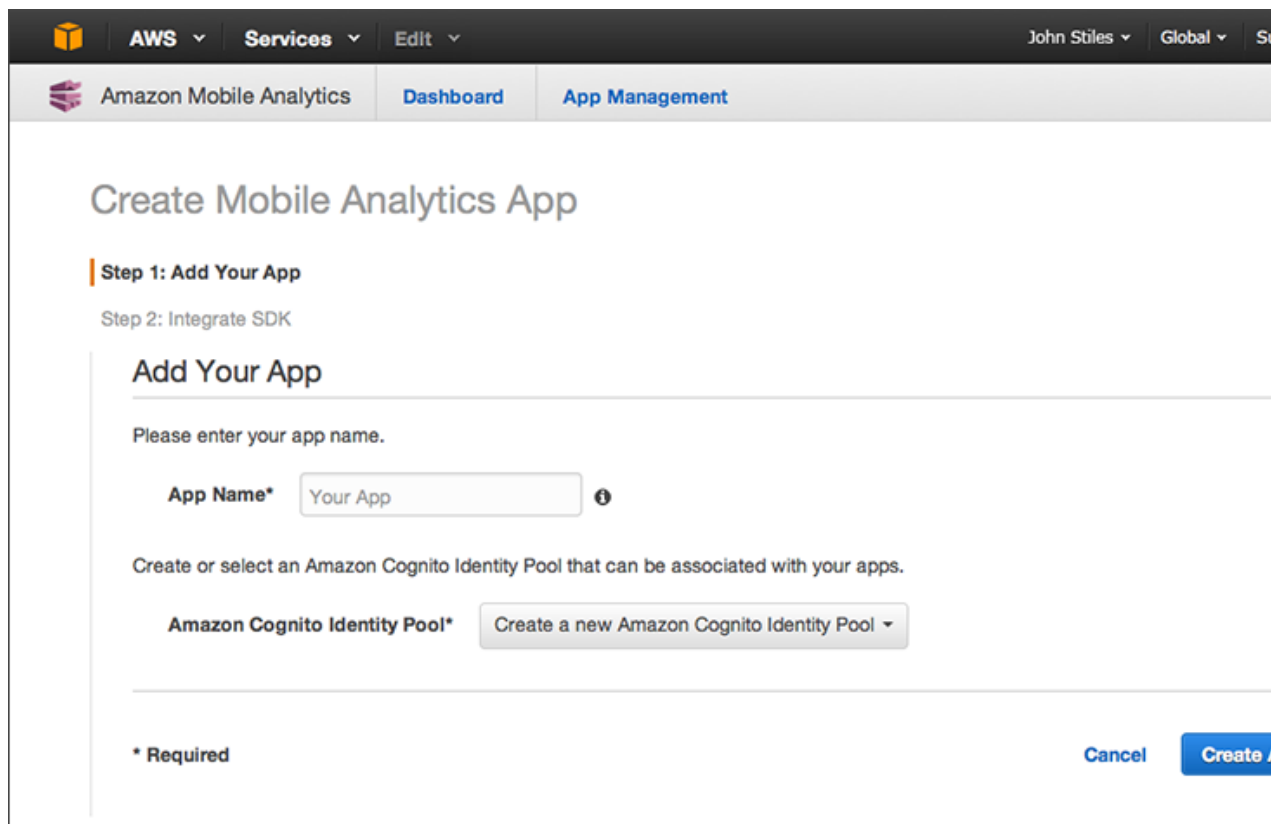 AWS Services Edit John Stiles Global
Amazon Mobile Analytics Dashboard App Management
Create Mobile Analytics App
Step 1: Add Your App
Step 2: Integrate SDK
Add Your App
Please enter your app name.
App Name* Your App
Create or select an Amazon Cognito Identity Pool that can be associated with your apps.
Amazon Cognito Identity Pool* Create a new Amazon Cognito Identity Pool
* Required Cancel Create